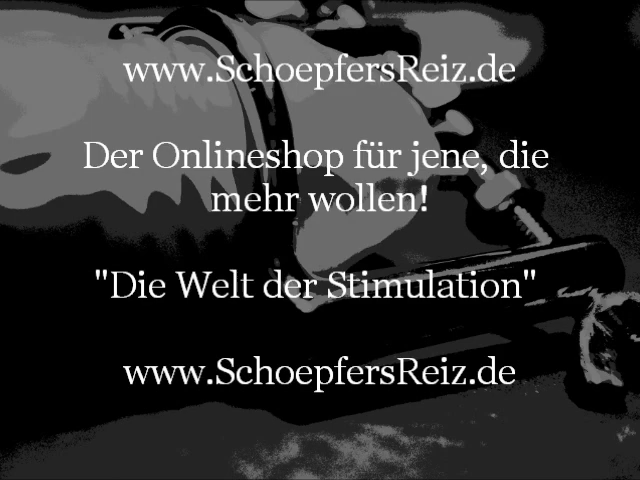 www.SchoepfersReiz.de
Der Onlineshop für jene, die
mehr wollen!
"Die Welt der Stimulation"
www.SchoepfersReiz.de